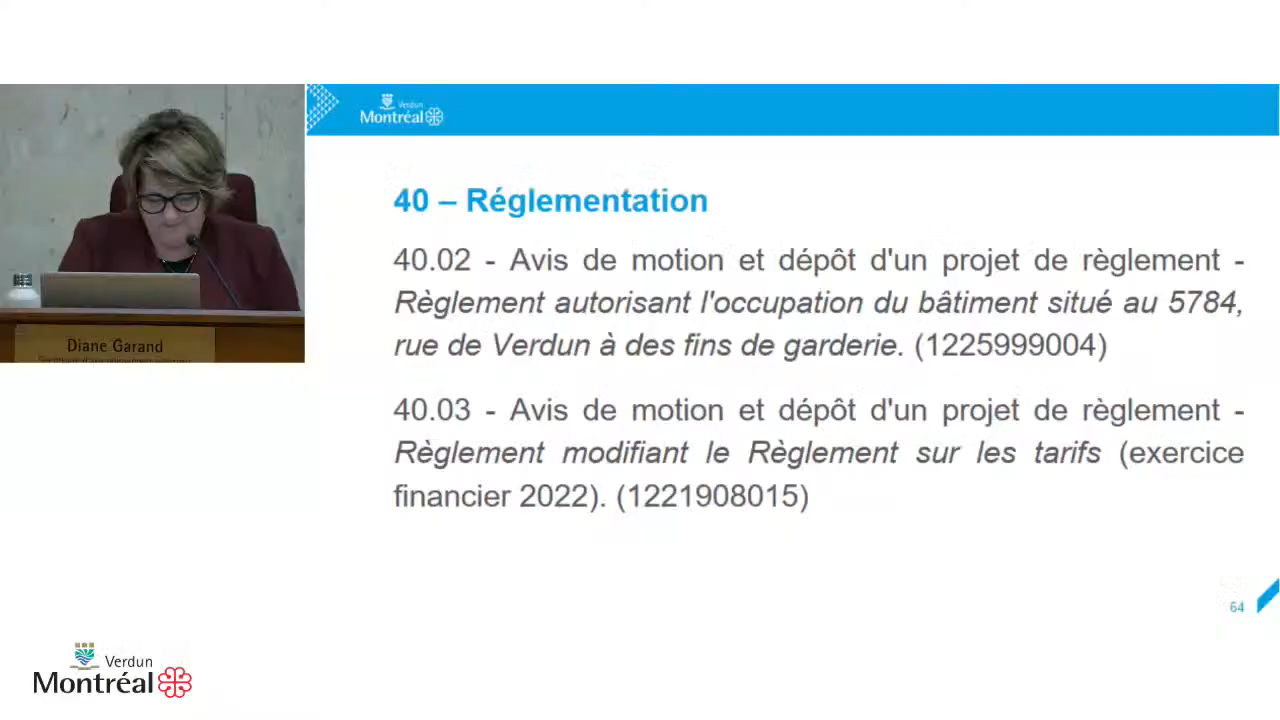 Verdun
Montréal
40 – Réglementation
40.02 - Avis de motion et dépôt d'un projet de règlement -
Règlement autorisant l'occupation du bâtiment situé au 5784,
rue de Verdun à des fins de garderie. (1225999004)
40.03 - Avis de motion et dépôt d'un projet de règlement -
Règlement modifiant le Règlement sur les tarifs (exercice
financier 2022). (1221908015)
Diane Garand
64
Verdun
Montréal